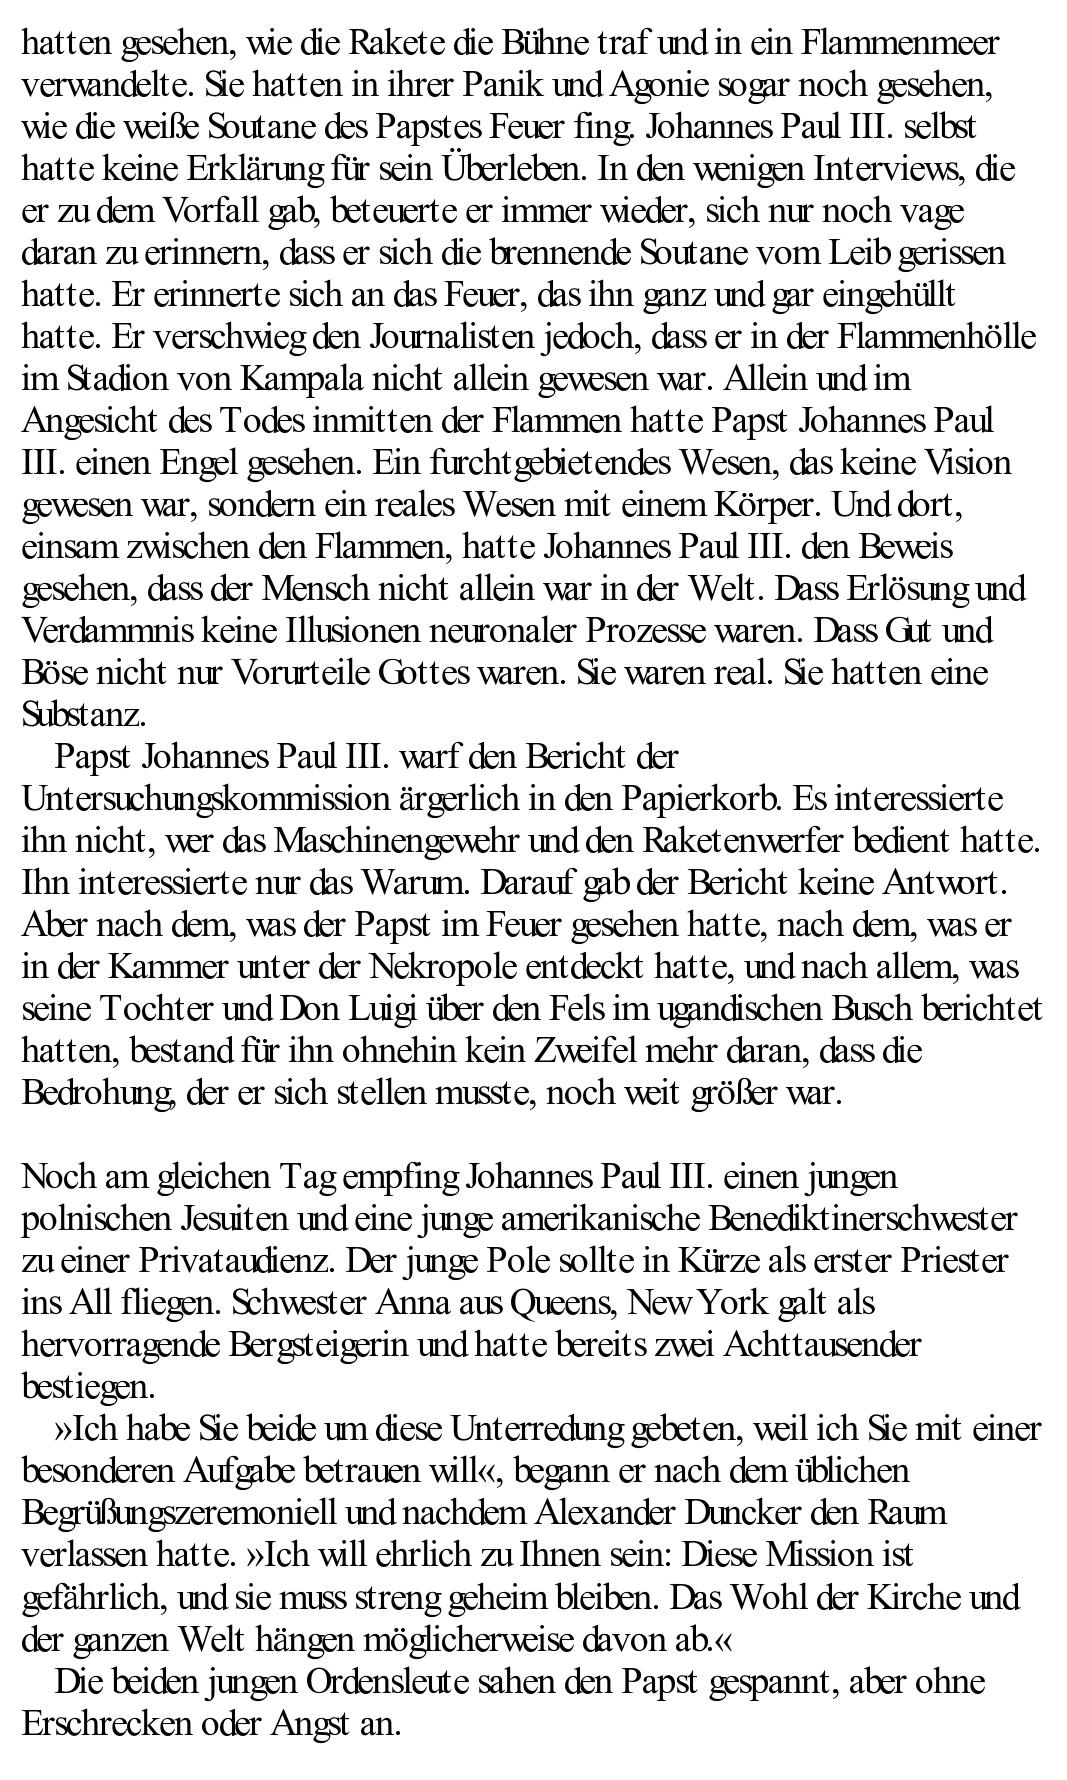 hatten gesehen, wie die Rakete die Bühne traf und in ein Flammenmeer
verwandelte. Sie hatten in ihrer Panik und Agonie sogar noch gesehen,
wie die weiße Soutane des Papstes Feuer fing. Johannes Paul III. selbst
hatte keine Erklärung für sein Überleben. In den wenigen Interviews, die
er zu dem Vorfall gab, beteuerte er immer wieder, sich nur noch vage
daran zu erinnern, dass er sich die brennende Soutane vom Leib gerissen
hatte. Er erinnerte sich an das Feuer, das ihn ganz und gar eingehüllt
hatte. Er verschwieg den Journalisten jedoch, dass er in der Flammenhölle
im Stadion von Kampala nicht allein gewesen war. Allein und im
Angesicht des Todes inmitten der Flammen hatte Papst Johannes Paul
III. einen Engel gesehen. Ein furchtgebietendes Wesen, das keine Vision
gewesen war, sondern ein reales Wesen mit einem Körper. Und dort,
einsam zwischen den Flammen, hatte Johannes Paul III. den Beweis
gesehen, dass der Mensch nicht allein war in der Welt. Dass Erlösung und
Verdammnis keine Illusionen neuronaler Prozesse waren. Dass Gut und
Böse nicht nur Vorurteile Gottes waren. Sie waren real. Sie hatten eine
Substanz.
Papst Johannes Paul III. warf den Bericht der
Untersuchungskommission ärgerlich in den Papierkorb. Es interessierte
ihn nicht, wer das Maschinengewehr und den Raketenwerfer bedient hatte.
Ihn interessierte nur das Warum. Darauf gab der Bericht keine Antwort.
Aber nach dem, was der Papst im Feuer gesehen hatte, nach dem, was er
in der Kammer unter der Nekropole entdeckt hatte, und nach allem, was
seine Tochter und Don Luigi über den Fels im ugandischen Busch berichtet
hatten, bestand für ihn ohnehin kein Zweifel mehr daran, dass die
Bedrohung, der er sich stellen musste, noch weit größer war.
Noch am gleichen Tag empfing Johannes Paul III. einen jungen
polnischen Jesuiten und eine junge amerikanische Benediktinerschwester
zu einer Privataudienz. Der junge Pole sollte in Kürze als erster Priester
ins All fliegen. Schwester Anna aus Queens, New York galt als
hervorragende Bergsteigerin und hatte bereits zwei Achttausender
bestiegen.
»Ich habe Sie beide um diese Unterredung gebeten, weil ich Sie mit einer
besonderen Aufgabe betrauen will«, begann er nach dem üblichen
Begrüßungszeremoniell und nachdem Alexander Duncker den Raum
verlassen hatte. »Ich will ehrlich zu Ihnen sein: Diese Mission ist
gefährlich, und sie muss streng geheim bleiben. Das Wohl der Kirche und
der ganzen Welt hängen möglicherweise davon ab.«
Die beiden jungen Ordensleute sahen den Papst gespannt, aber ohne
Erschrecken oder Angst an.